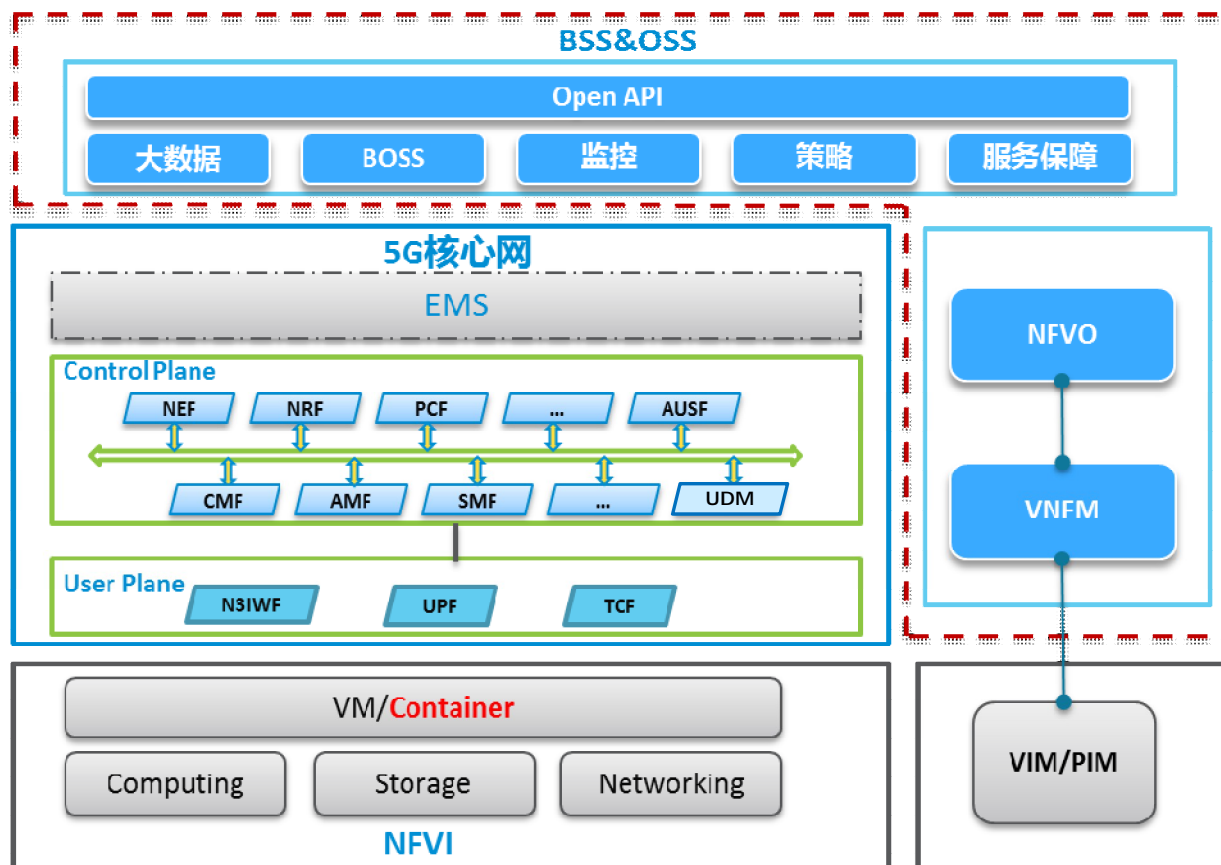 BSS&OSS
Open API
大数据
BOSS
监控
策略
服务保障
5G核心网
EMS
Control Plane
NEF
NRF
PCF
...
AUSF
CMF
AMF
SMF
...
UDM
User Plane
N3IWF
UPF
TCF
NFVO
VNFM
VM/Container
Computing
Storage
Networking
NFVI
VIM/PIM